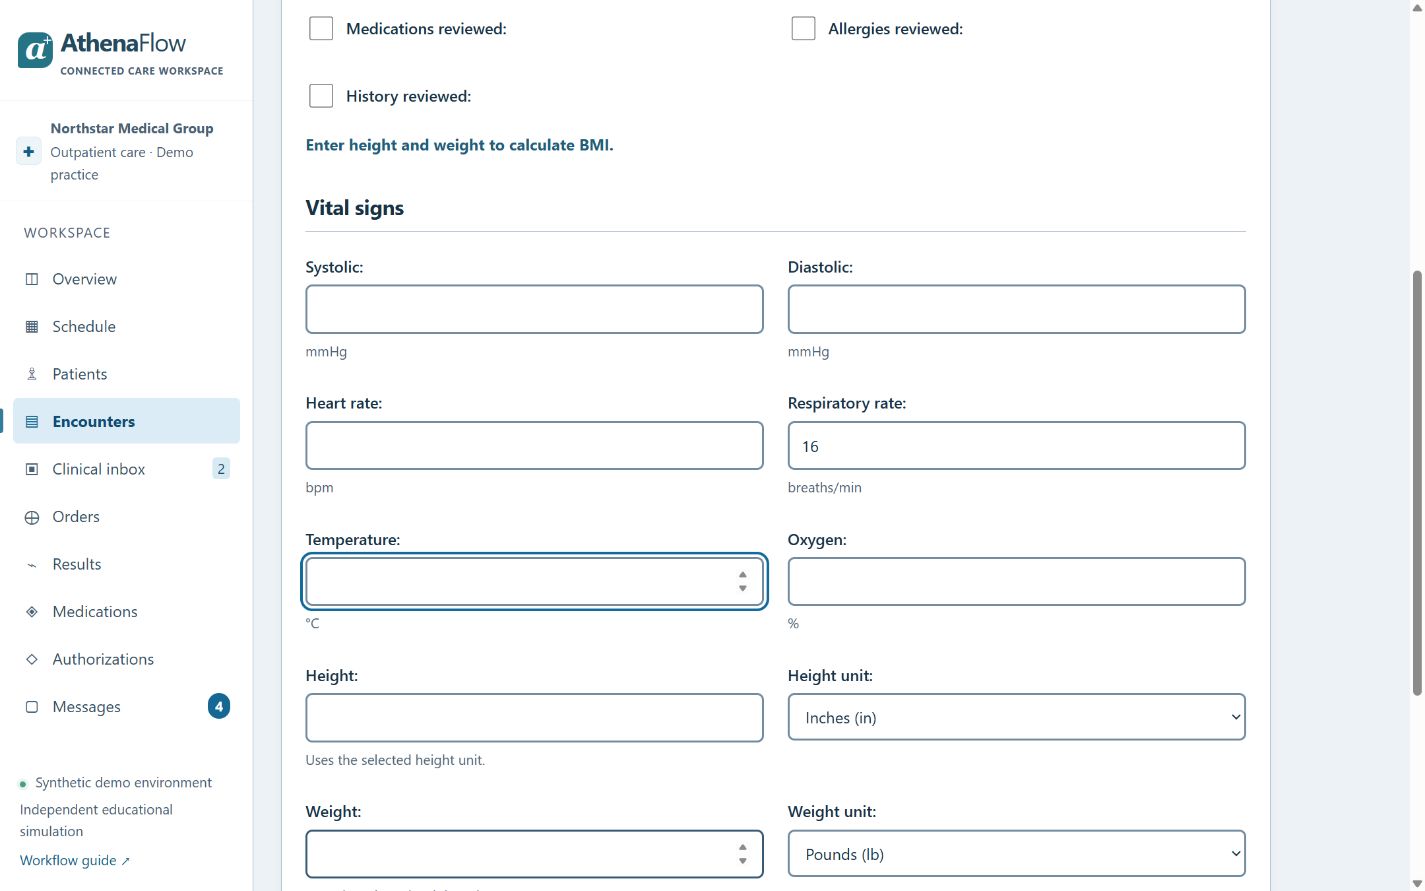 AthenaFlow
CONNECTED CARE WORKSPACE
Northstar Medical Group
Outpatient care · Demo
practice
WORKSPACE
Overview
Schedule
Patients
Encounters
Clinical inbox 2
Orders
Results
Medications
Authorizations
Messages 4
Synthetic demo environment
Independent educational
simulation
Workflow guide ↗
Medications reviewed:
Allergies reviewed:
History reviewed:
Enter height and weight to calculate BMI.
Vital signs
Systolic:
Diastolic:
mmHg
mmHg
Heart rate:
Respiratory rate:
16
bpm
breaths/min
Temperature:
Oxygen:
°C
%
Height:
Height unit:
Inches (in)
Uses the selected height unit.
Weight:
Weight unit:
Pounds (lb)